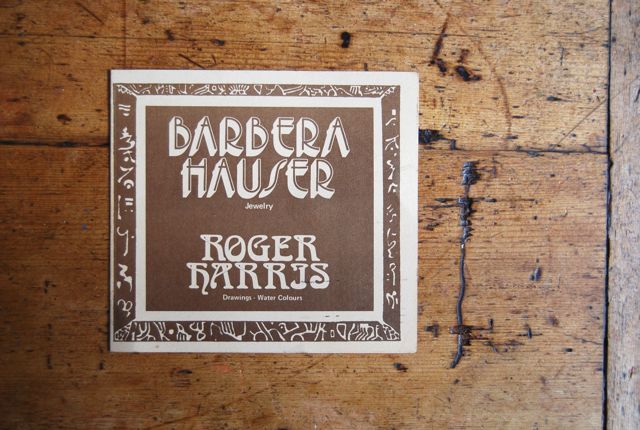 BARBERA
HAUSER
Jewelry
ROGER
HARRIS
Drawings - Water Colours